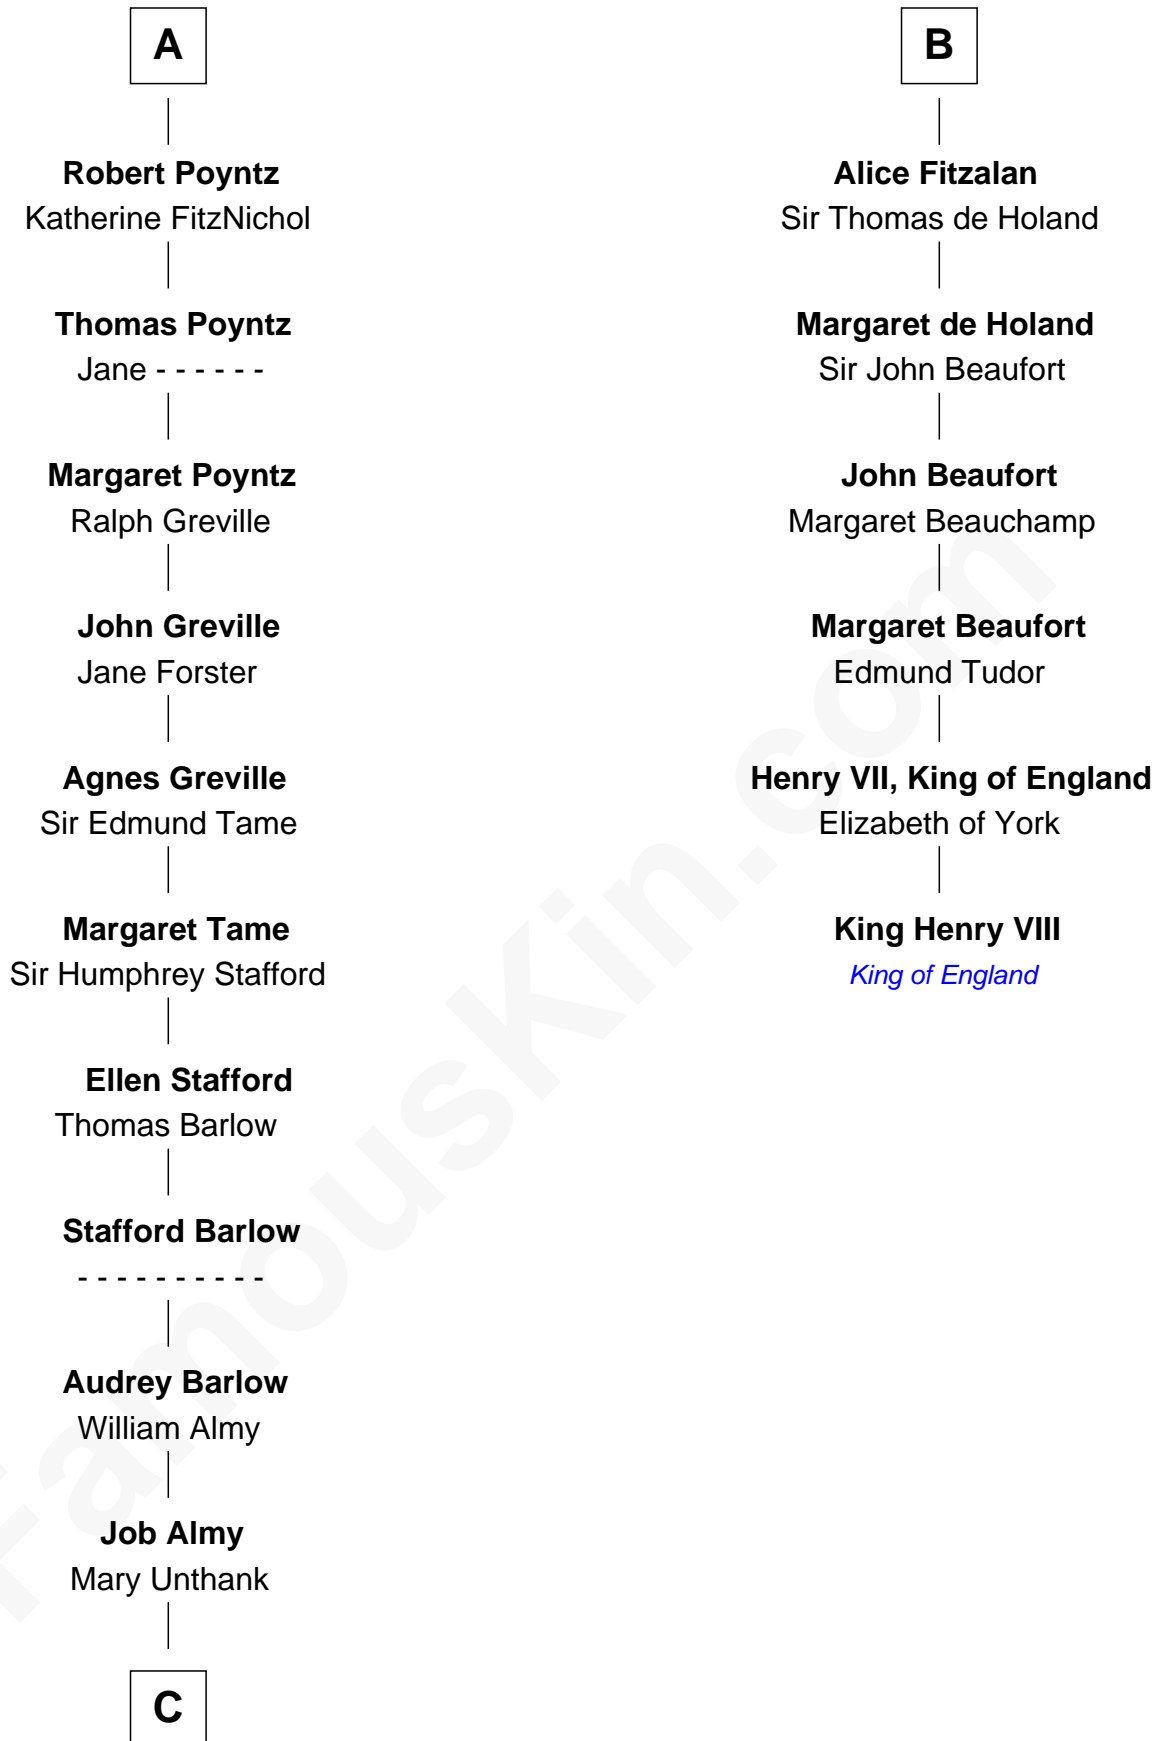 A
Robert Poyntz
Katherine FitzNichol
Thomas Poyntz
Jane - - - - - -
Margaret Poyntz
Ralph Greville
John Greville
Jane Forster
Agnes Greville
Sir Edmund Tame
Margaret Tame
Sir Humphrey Stafford
Ellen Stafford
Thomas Barlow
Stafford Barlow
- - - - - - - - - -
Audrey Barlow
William Almy
Job Almy
Mary Unthank
C
B
Alice Fitzalan
Sir Thomas de Holand
Margaret de Holand
Sir John Beaufort
John Beaufort
Margaret Beauchamp
Margaret Beaufort
Edmund Tudor
Henry VII, King of England
Elizabeth of York
King Henry VIII
King of England
FamousKin.com